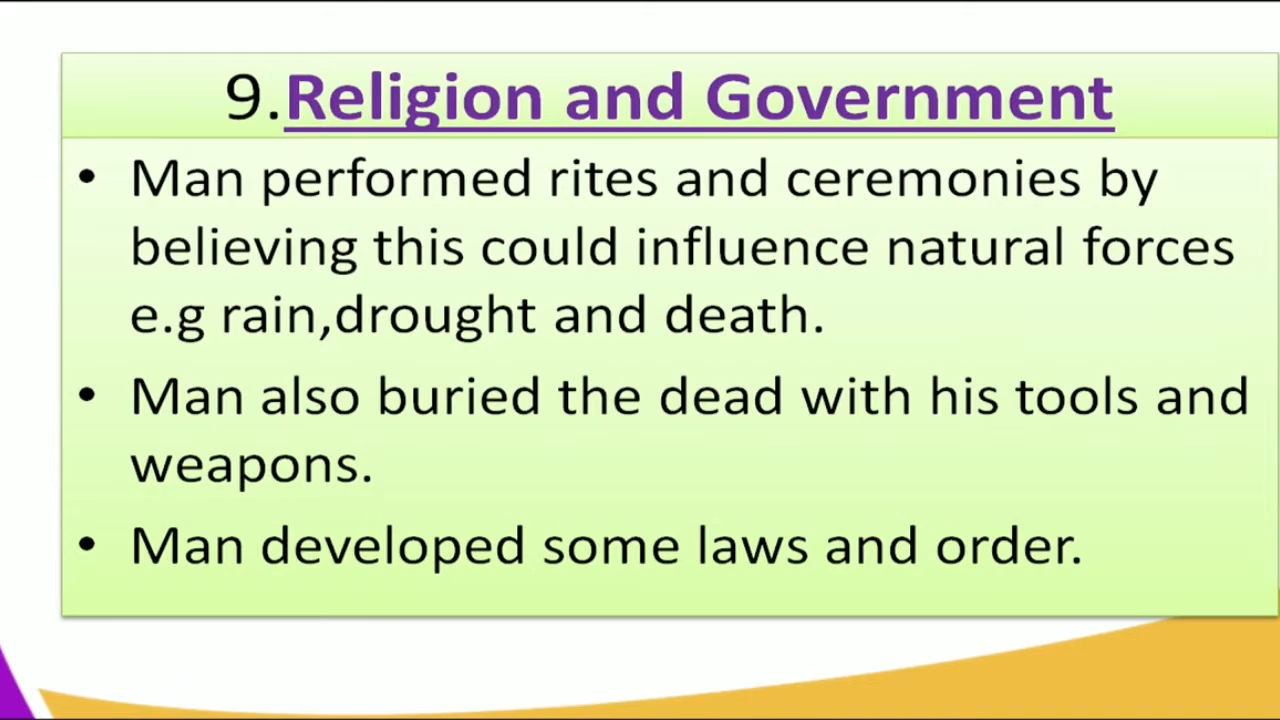 9.Religion and Government
• Man performed rites and ceremonies by
believing this could influence natural forces
e.g rain,drought and death.
• Man also buried the dead with his tools and
weapons.
• Man developed some laws and order.